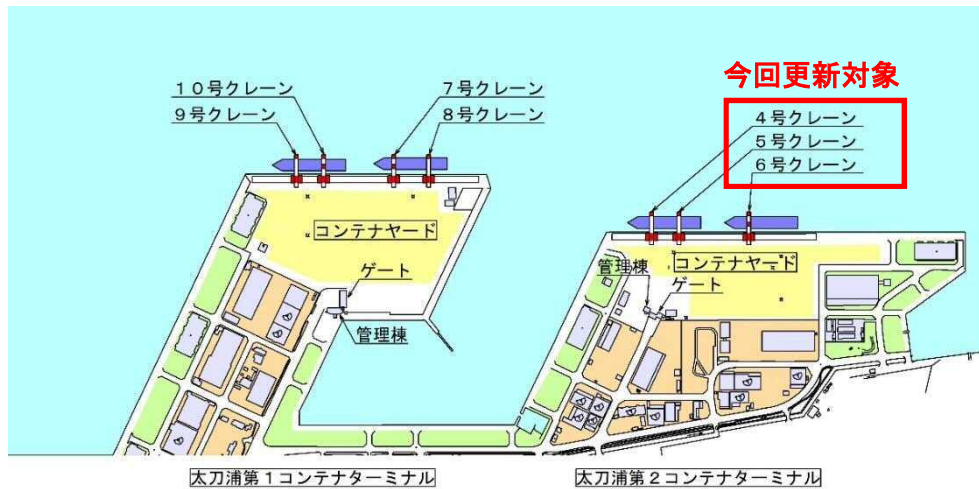 今回更新対象
10号クレーン
9号クレーン
7号クレーン
8号クレーン
4号クレーン
5号クレーン
6号クレーン
コンテナヤード
ゲート
管理棟
管理棟
コンテナヤード
ゲート
太刀浦第1コンテナターミナル
太刀浦第2コンテナターミナル